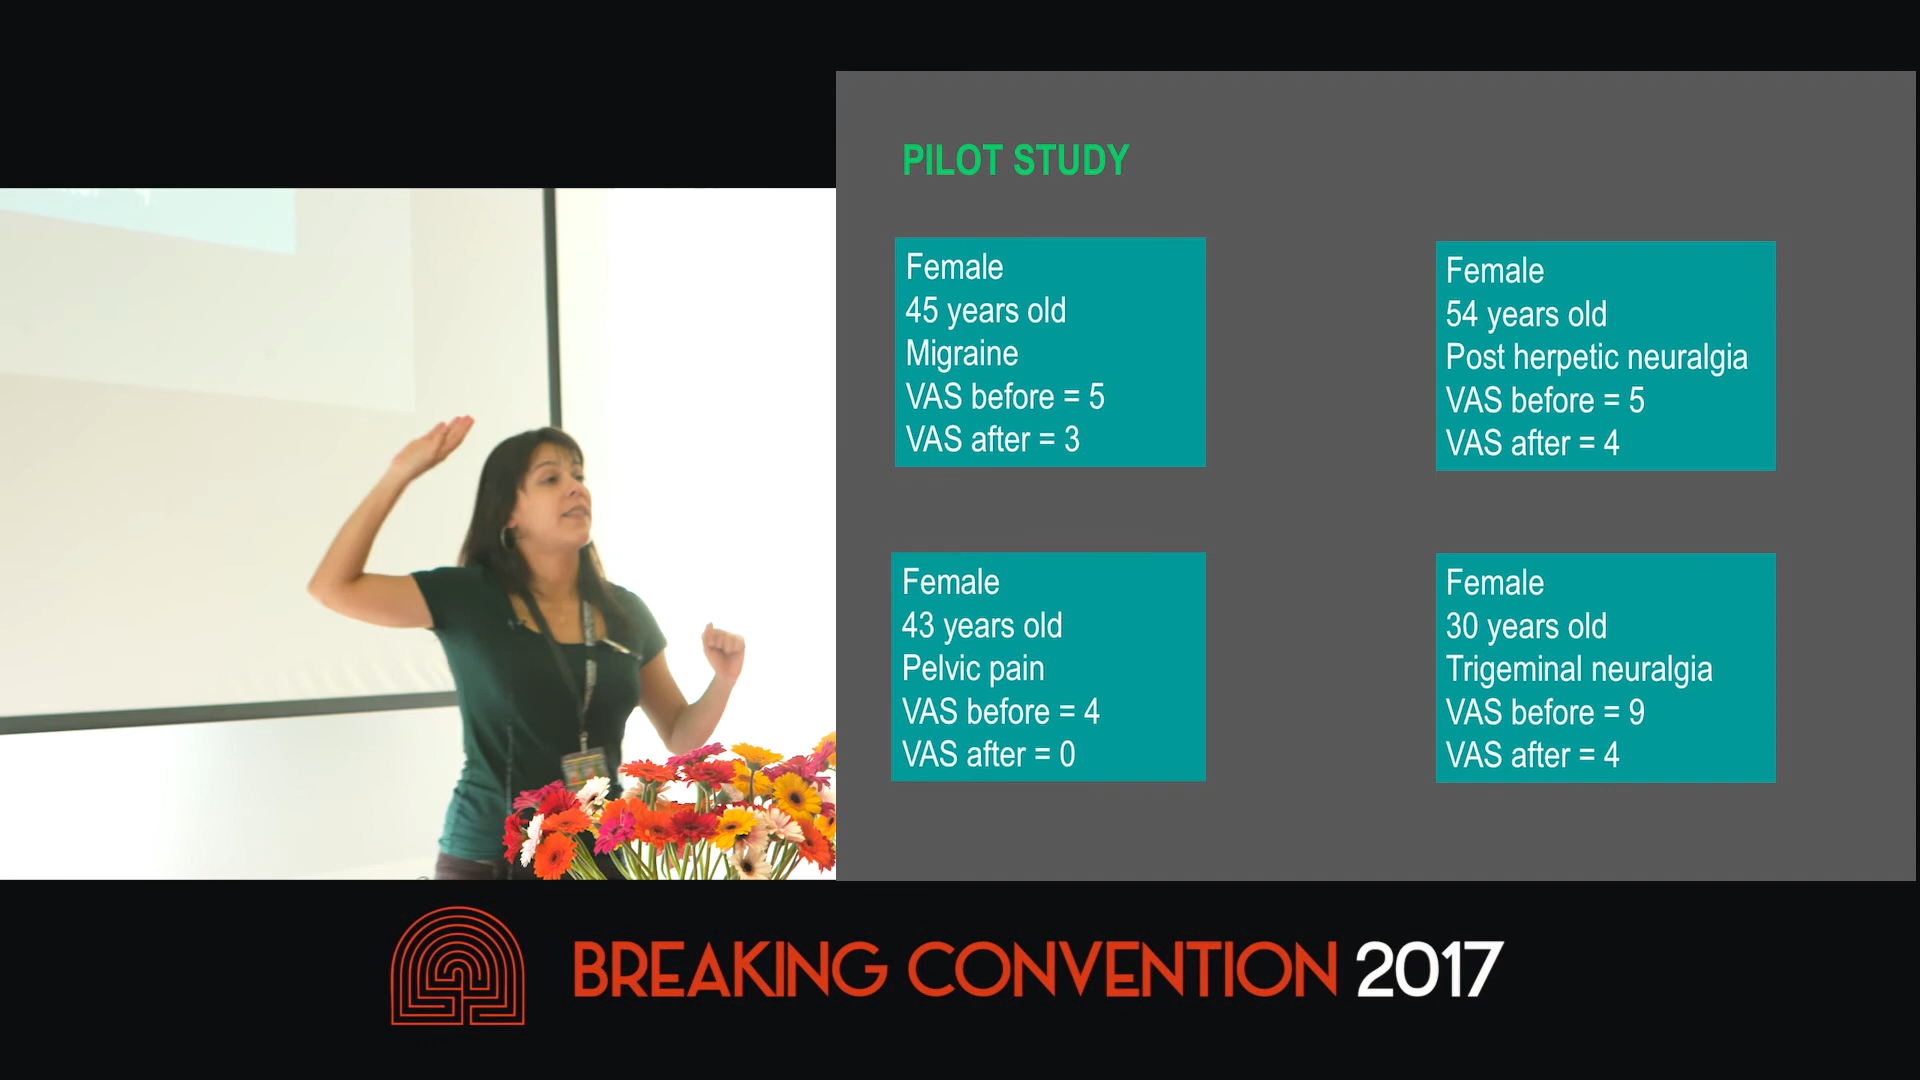 PILOT STUDY
Female
45 years old
Migraine
VAS before = 5
VAS after = 3
Female
54 years old
Post herpetic neuralgia
VAS before = 5
VAS after = 4
Female
43 years old
Pelvic pain
VAS before = 4
VAS after = 0
Female
30 years old
Trigeminal neuralgia
VAS before = 9
VAS after = 4
BREAKING CONVENTION 2017